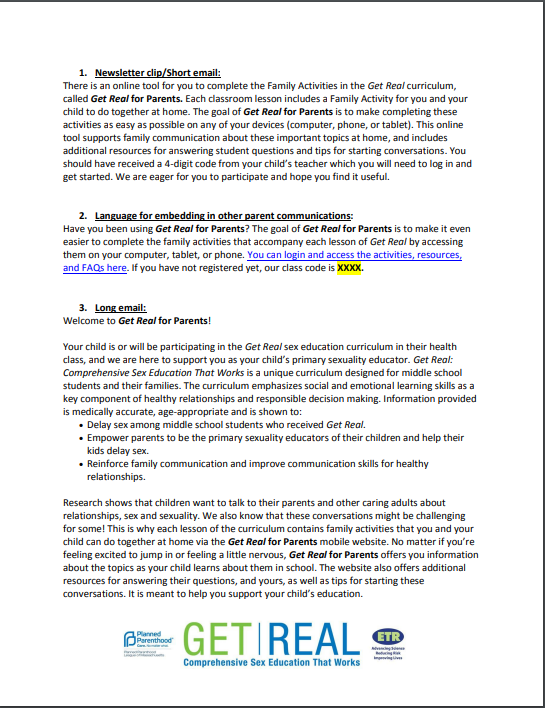 1. Newsletter clip/Short email:
There is an online tool for you to complete the Family Activities in the Get Real curriculum,
called Get Real for Parents. Each classroom lesson includes a Family Activity for you and your
child to do together at home. The goal of Get Real for Parents is to make completing these
activities as easy as possible on any of your devices (computer, phone, or tablet). This online
tool supports family communication about these important topics at home, and includes
additional resources for answering student questions and tips for starting conversations. You
should have received a 4-digit code from your child's teacher which you will need to log in and
get started. We are eager for you to participate and hope you find it useful.
2. Language for embedding in other parent communications:
Have you been using Get Real for Parents? The goal of Get Real for Parents is to make it even
easier to complete the family activities that accompany each lesson of Get Real by accessing
them on your computer, tablet, or phone. You can login and access the activities, resources,
and FAQs here. If you have not registered yet, our class code is XXXX.
3. Long email:
Welcome to Get Real for Parents!
Your child is or will be participating in the Get Real sex education curriculum in their health
class, and we are here to support you as your child's primary sexuality educator. Get Real:
Comprehensive Sex Education That Works is a unique curriculum designed for middle school
students and their families. The curriculum emphasizes social and emotional learning skills as a
key component of healthy relationships and responsible decision making. Information provided
is medically accurate, age-appropriate and is shown to:
• Delay sex among middle school students who received Get Real.
• Empower parents to be the primary sexuality educators of their children and help their
kids delay sex.
• Reinforce family communication and improve communication skills for healthy
relationships.
Research shows that children want to talk to their parents and other caring adults about
relationships, sex and sexuality. We also know that these conversations might be challenging
for some! This is why each lesson of the curriculum contains family activities that you and your
child can do together at home via the Get Real for Parents mobile website. No matter if you're
feeling excited to jump in or feeling a little nervous, Get Real for Parents offers you information
about the topics as your child learns about them in school. The website also offers additional
resources for answering their questions, and yours, as well as tips for starting these
conversations. It is meant to help you support your child's education.
Planned
Parenthood
Care. No matter what.
Planned Parenthood
League of Massachusetts
GET REAL
Comprehensive Sex Education That Works
ETR
Advancing Science
Reducing Risk
Improving Lives